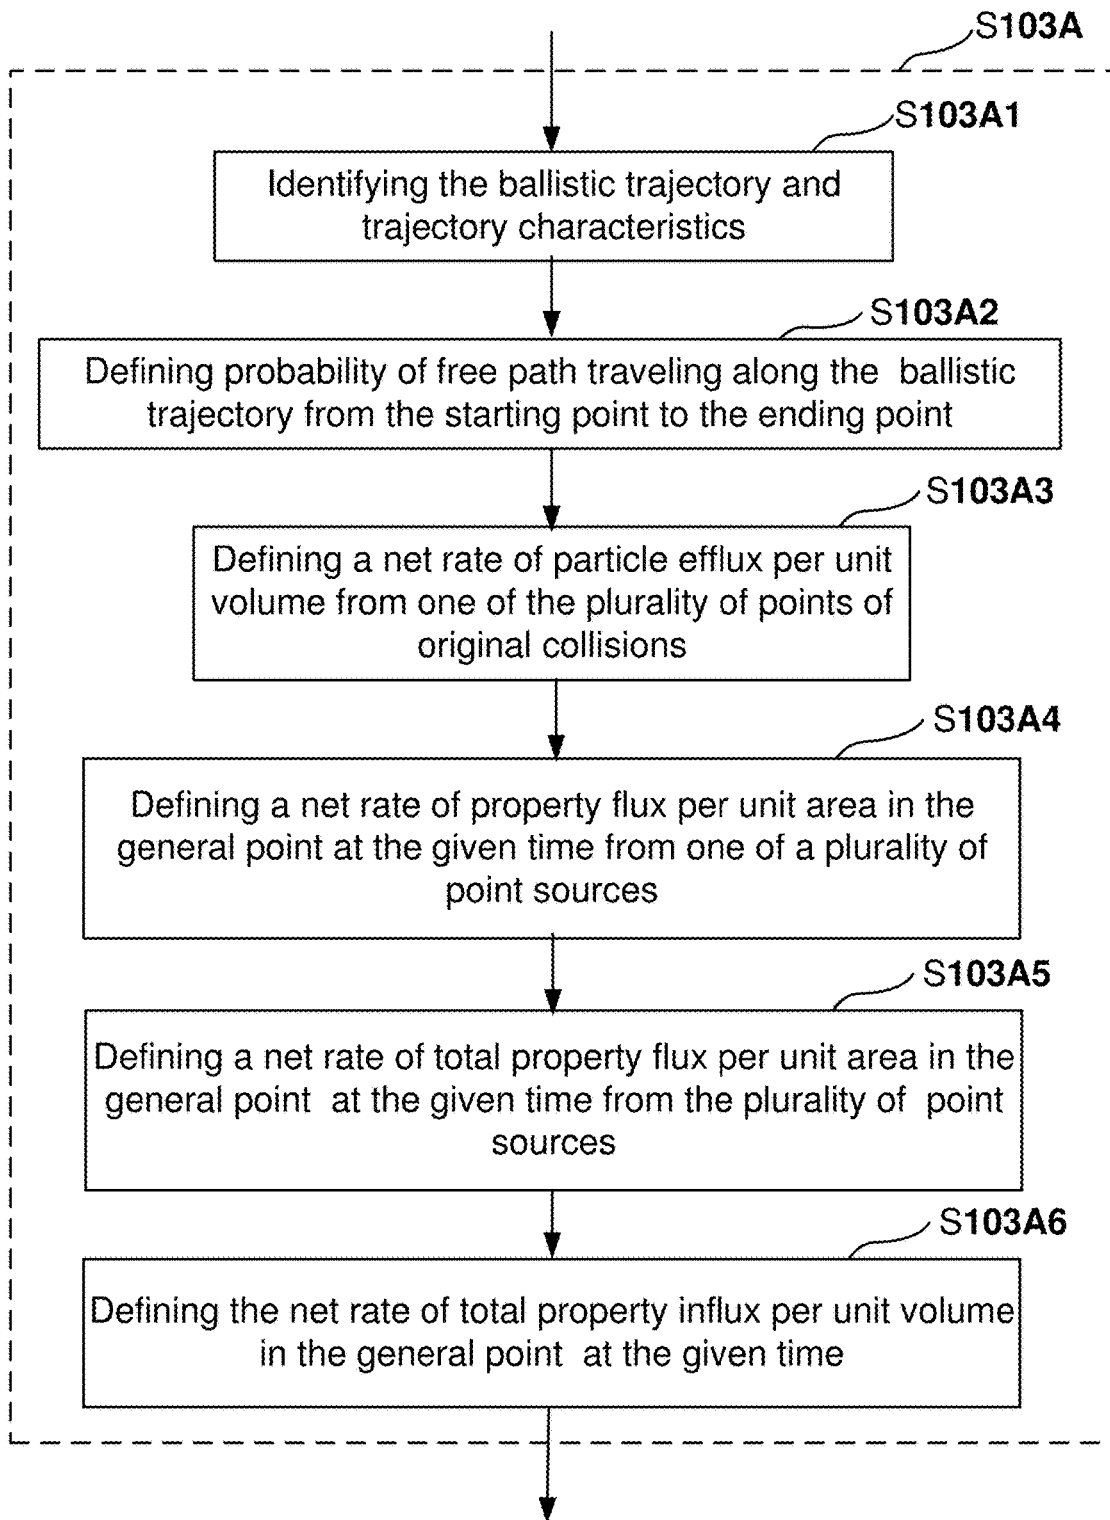 S103A
S103A1
Identifying the ballistic trajectory and
trajectory characteristics
S103A2
Defining probability of free path traveling along the ballistic
trajectory from the starting point to the ending point
S103A3
Defining a net rate of particle efflux per unit
volume from one of the plurality of points of
original collisions
S103A4
Defining a net rate of property flux per unit area in the
general point at the given time from one of a plurality of
point sources
S103A5
Defining a net rate of total property flux per unit area in the
general point at the given time from the plurality of point
sources
S103A6
Defining the net rate of total property influx per unit volume
in the general point at the given time